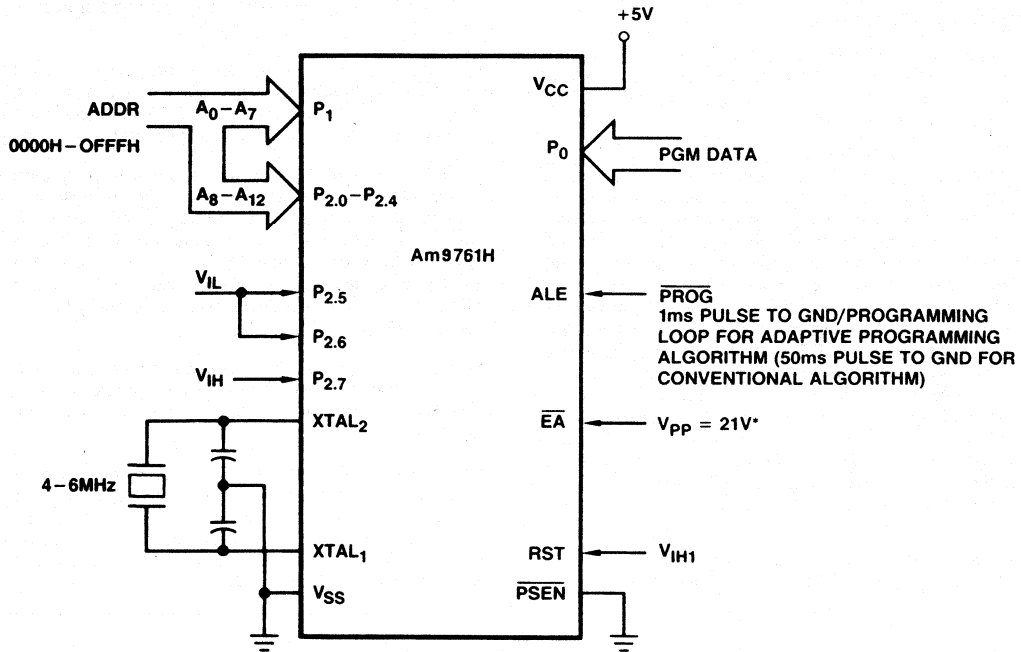 +5V
ADDR
0000H–OFFFH
A0–A7
A8–A12
P1
P2.0–P2.4
VCC
P0
PGM DATA
Am9761H
VIL
P2.5
P2.6
VIH
P2.7
ALE
PROG
1ms PULSE TO GND/PROGRAMMING
LOOP FOR ADAPTIVE PROGRAMMING
ALGORITHM (50ms PULSE TO GND FOR
CONVENTIONAL ALGORITHM)
XTAL2
EA
VPP = 21V*
4–6MHz
XTAL1
RST
VIH1
VSS
PSEN